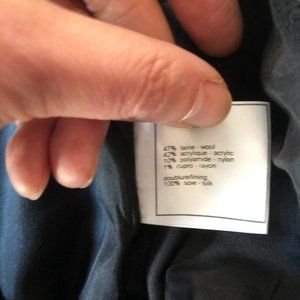 47% laine - wool
42% acrylique - acrylic
10% polyamide - nylon
1% cupro - rayon
doublure/lining
100% soie - silk